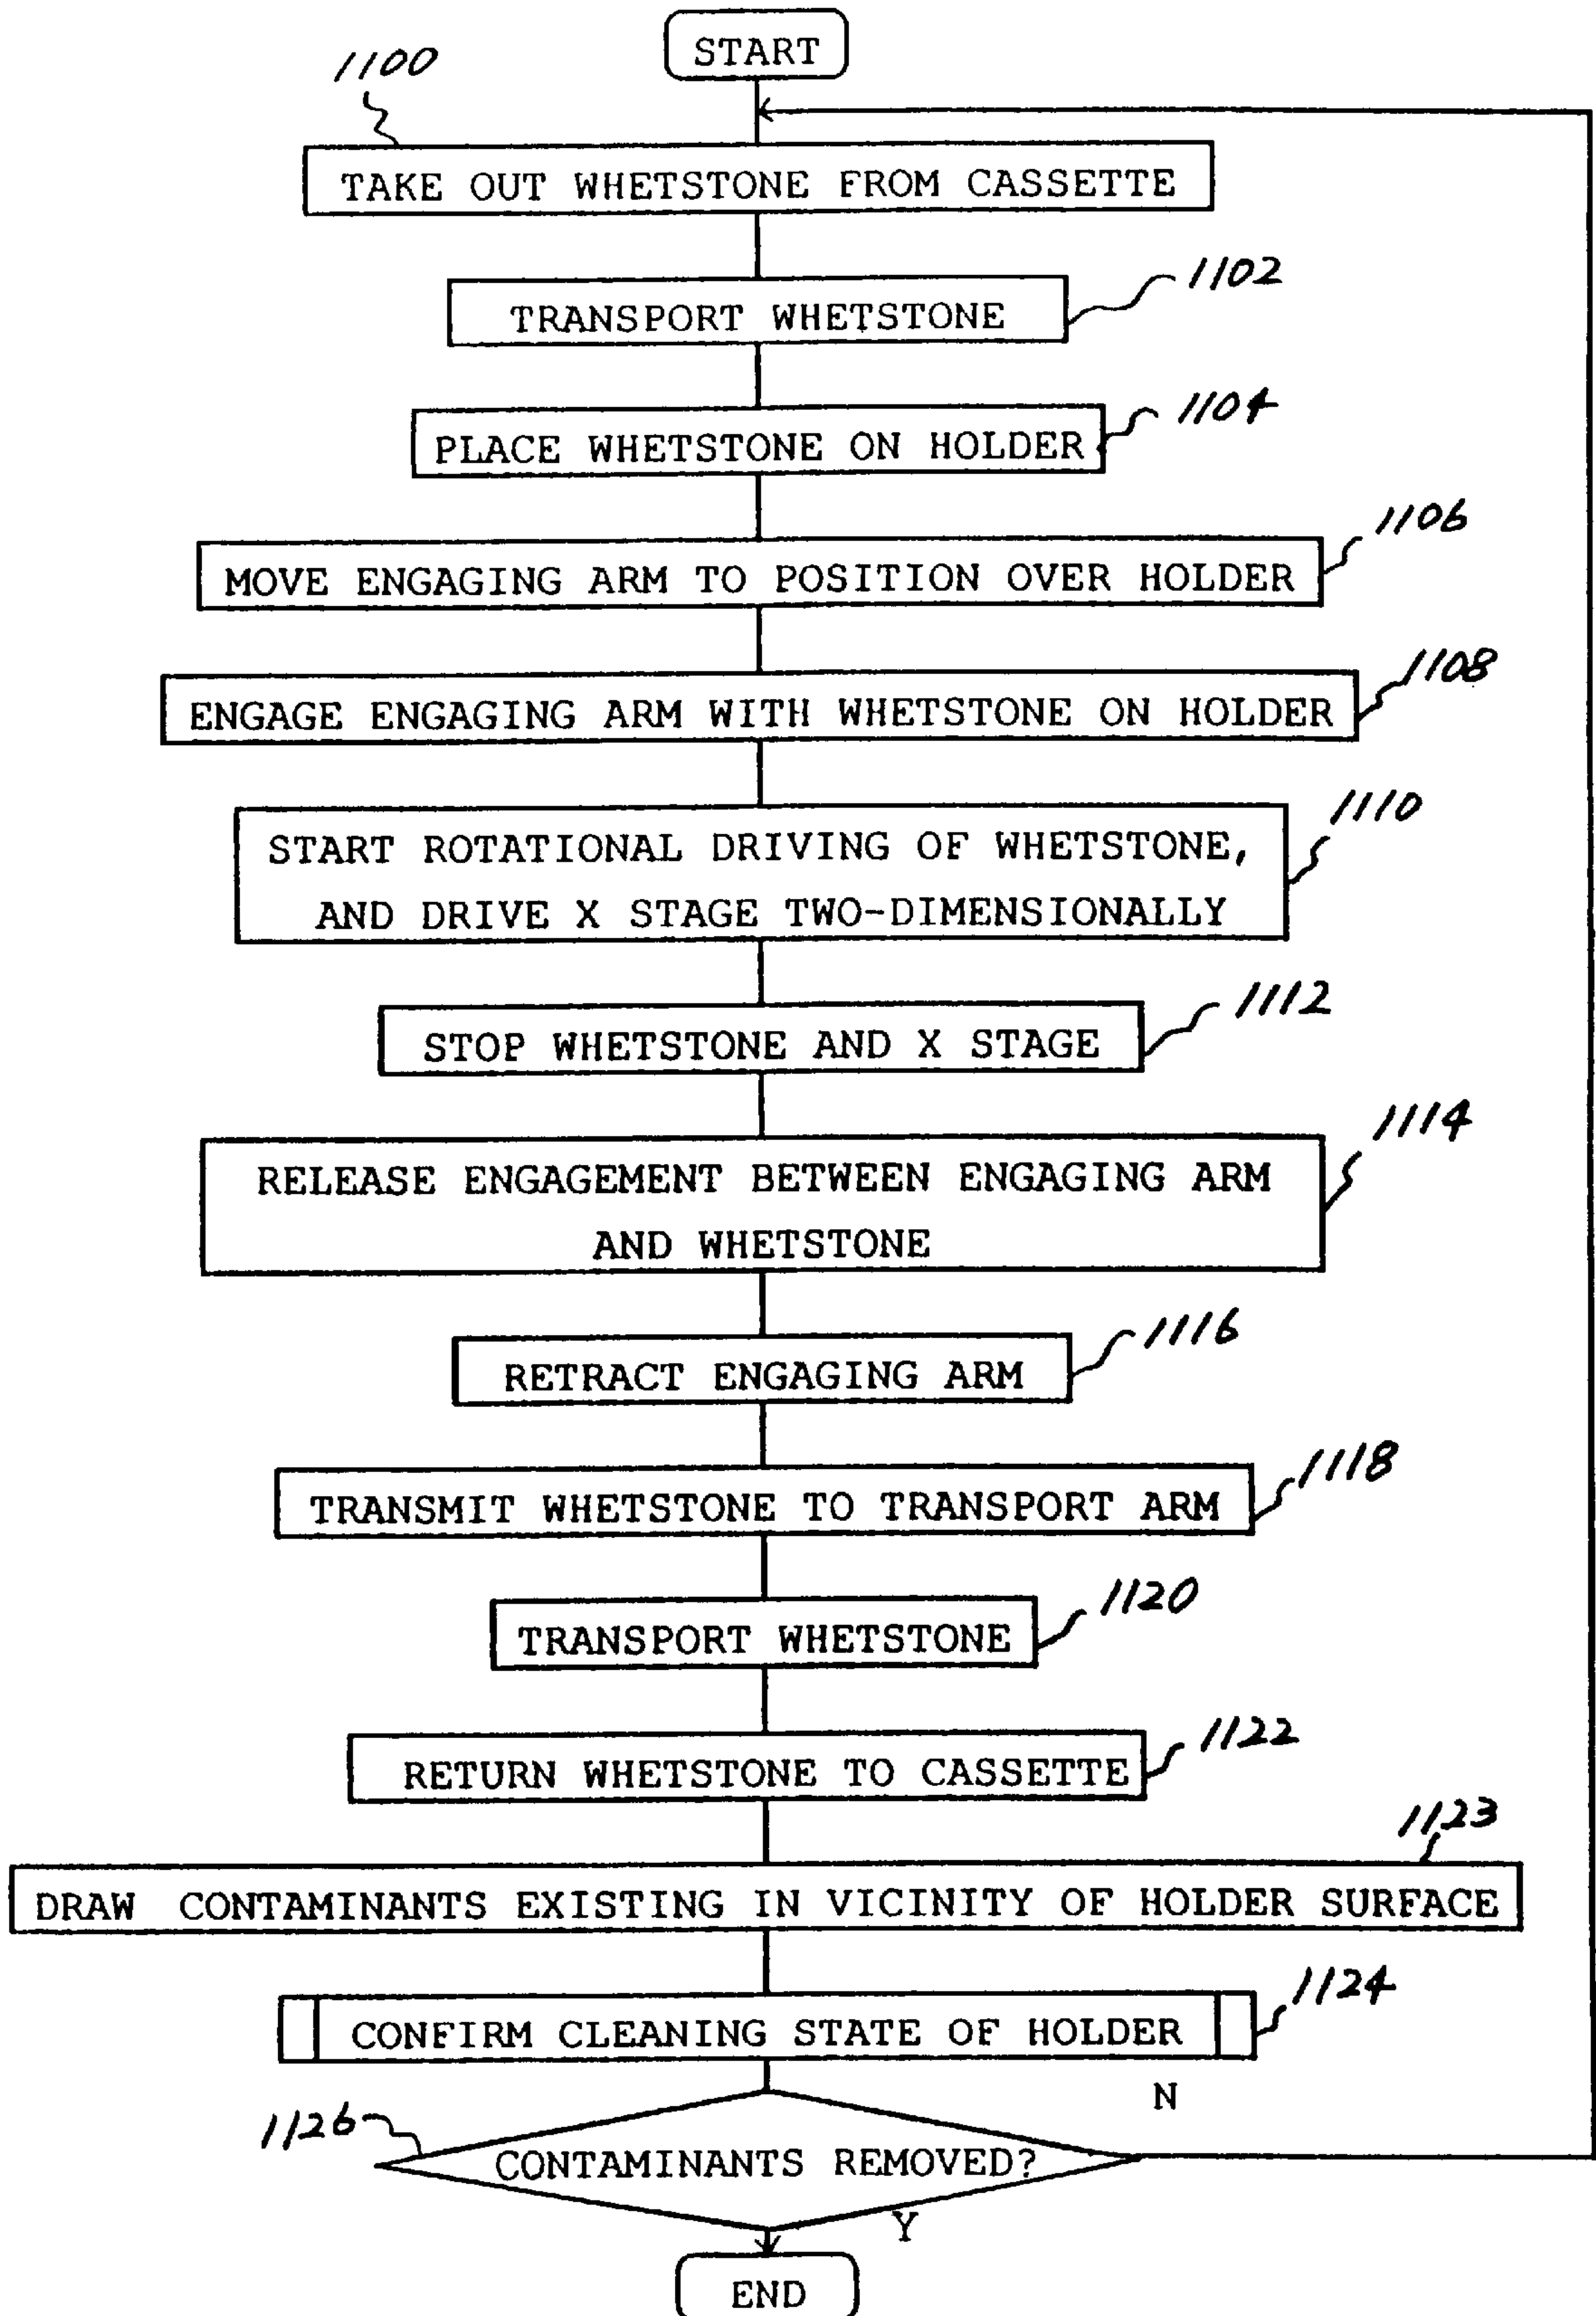 START
1100
TAKE OUT WHETSTONE FROM CASSETTE
1102
TRANSPORT WHETSTONE
1104
PLACE WHETSTONE ON HOLDER
1106
MOVE ENGAGING ARM TO POSITION OVER HOLDER
1108
ENGAGE ENGAGING ARM WITH WHETSTONE ON HOLDER
1110
START ROTATIONAL DRIVING OF WHETSTONE,
AND DRIVE X STAGE TWO-DIMENSIONALLY
1112
STOP WHETSTONE AND X STAGE
1114
RELEASE ENGAGEMENT BETWEEN ENGAGING ARM
AND WHETSTONE
1116
RETRACT ENGAGING ARM
1118
TRANSMIT WHETSTONE TO TRANSPORT ARM
1120
TRANSPORT WHETSTONE
1122
RETURN WHETSTONE TO CASSETTE
1123
DRAW CONTAMINANTS EXISTING IN VICINITY OF HOLDER SURFACE
1124
CONFIRM CLEANING STATE OF HOLDER
N
1126
CONTAMINANTS REMOVED?
Y
END